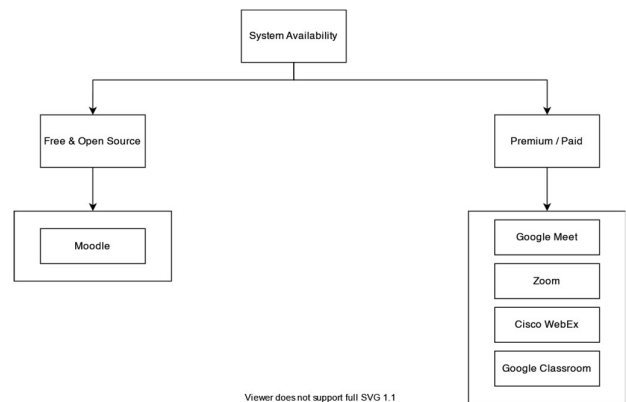 System Availability
Free & Open Source
Premium / Paid
Moodle
Google Meet
Zoom
Cisco WebEx
Google Classroom
Viewer does not support full SVG 1.1